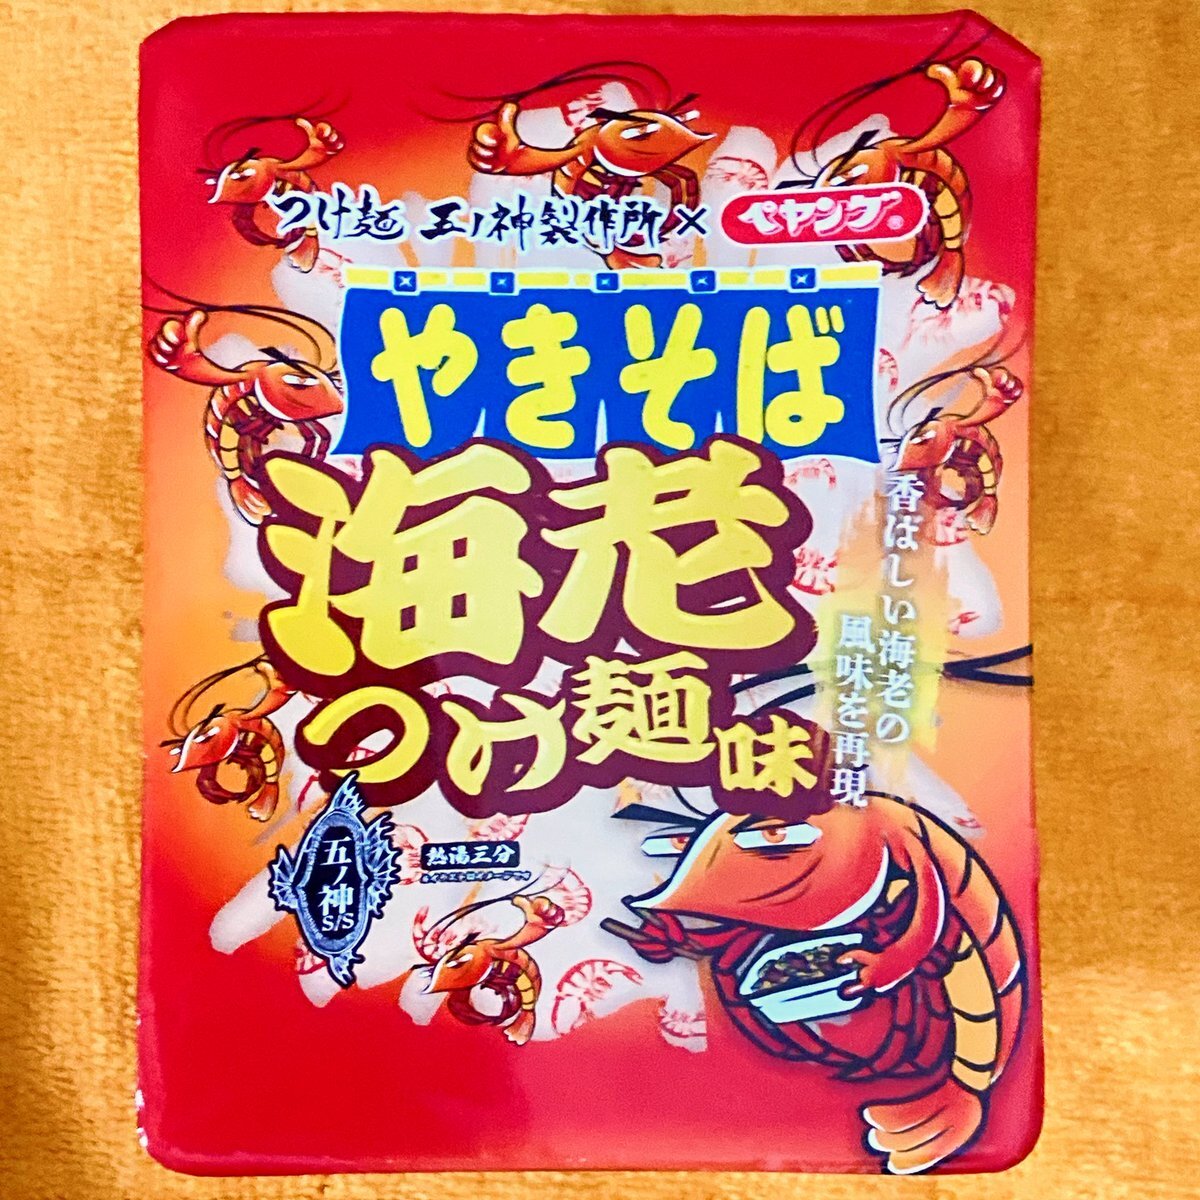 つけ麺 五ノ神製作所×ペヤング
やきそば
海老
つけ麺味
香ばしい海老の
風味を再現
五ノ神
S/S
熱湯三分